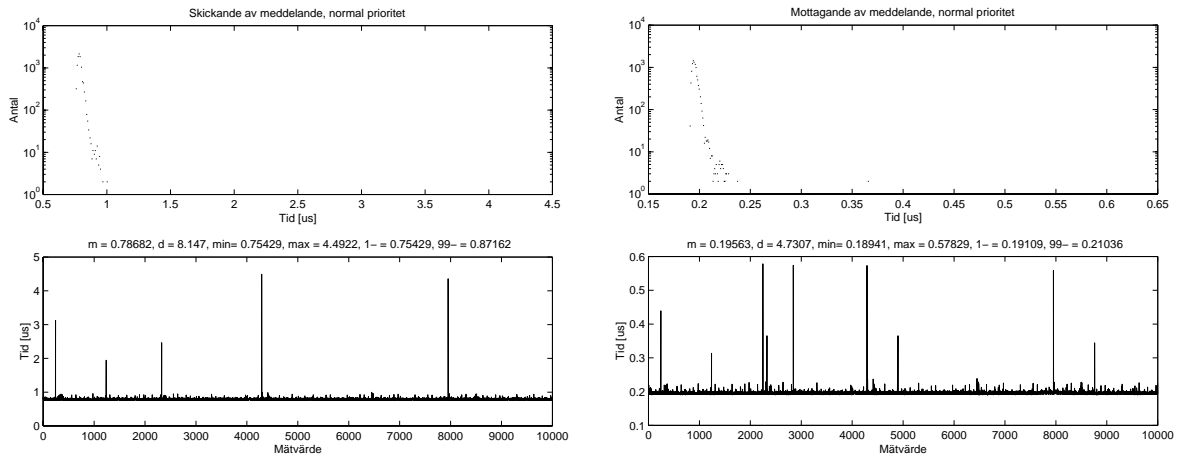 Skickande av meddelande, normal prioritet
10^4
10^3
10^2
10^1
10^0
Antal
0.5 1 1.5 2 2.5 3 3.5 4 4.5
Tid [us]
m = 0.78682, d = 8.147, min= 0.75429, max = 4.4922, 1− = 0.75429, 99− = 0.87162
5
4
3
2
1
0
Tid [us]
0 1000 2000 3000 4000 5000 6000 7000 8000 9000 10000
Mätvärde
Mottagande av meddelande, normal prioritet
10^4
10^3
10^2
10^1
10^0
Antal
0.15 0.2 0.25 0.3 0.35 0.4 0.45 0.5 0.55 0.6 0.65
Tid [us]
m = 0.19563, d = 4.7307, min= 0.18941, max = 0.57829, 1− = 0.19109, 99− = 0.21036
0.6
0.5
0.4
0.3
0.2
0.1
Tid [us]
0 1000 2000 3000 4000 5000 6000 7000 8000 9000 10000
Mätvärde